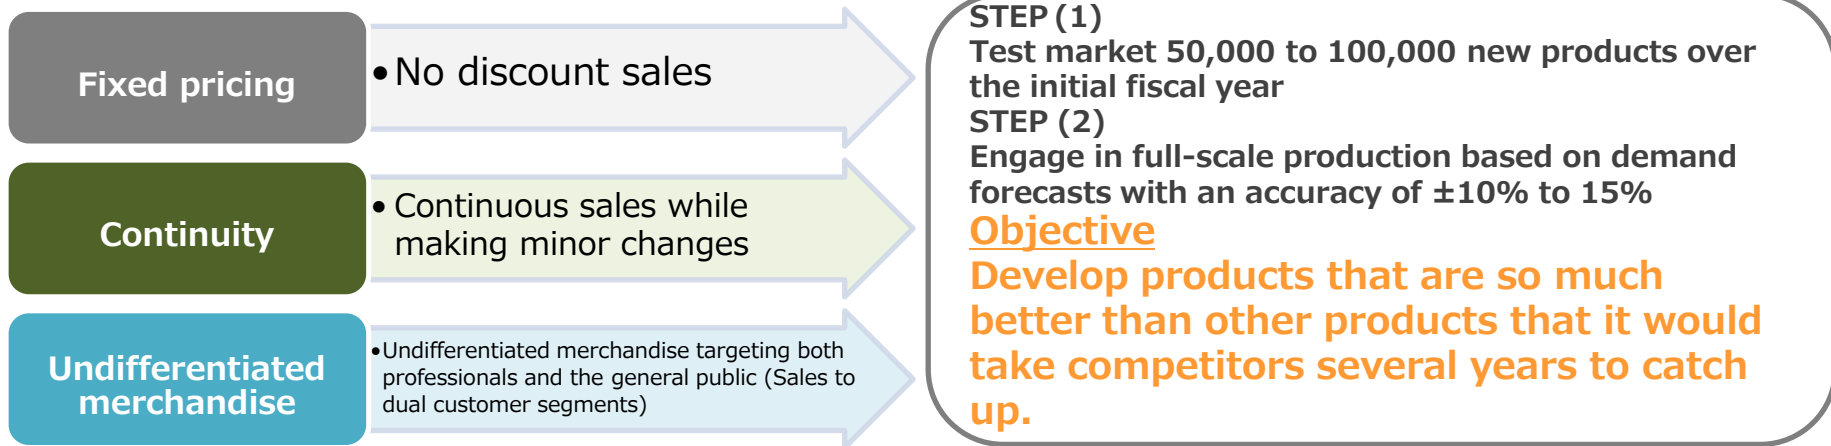 Fixed pricing
•No discount sales
Continuity
•Continuous sales while
making minor changes
Undifferentiated
merchandise
•Undifferentiated merchandise targeting both
professionals and the general public (Sales to
dual customer segments)
STEP (1)
Test market 50,000 to 100,000 new products over
the initial fiscal year
STEP (2)
Engage in full-scale production based on demand
forecasts with an accuracy of ±10% to 15%
Objective
Develop products that are so much
better than other products that it would
take competitors several years to catch
up.